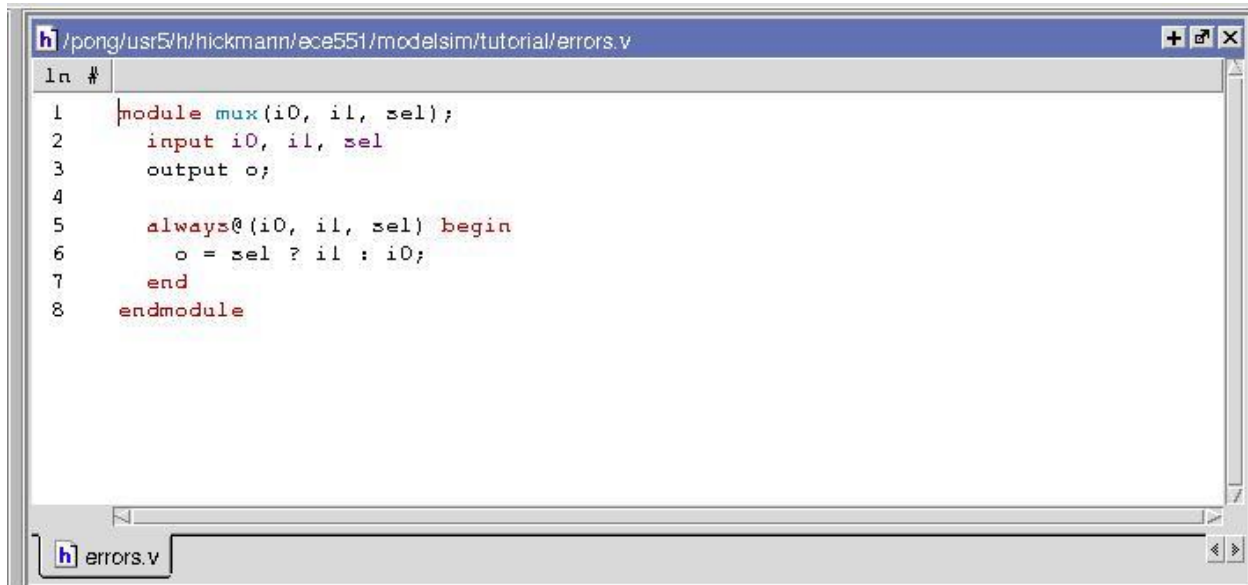 h /pong/usr5/h/hickmann/ece551/modelsim/tutorial/errors.v
ln #
1 module mux(i0, i1, sel);
2 input i0, i1, sel
3 output o;
4
5 always@(i0, i1, sel) begin
6 o = sel ? i1 : i0;
7 end
8 endmodule
h errors.v